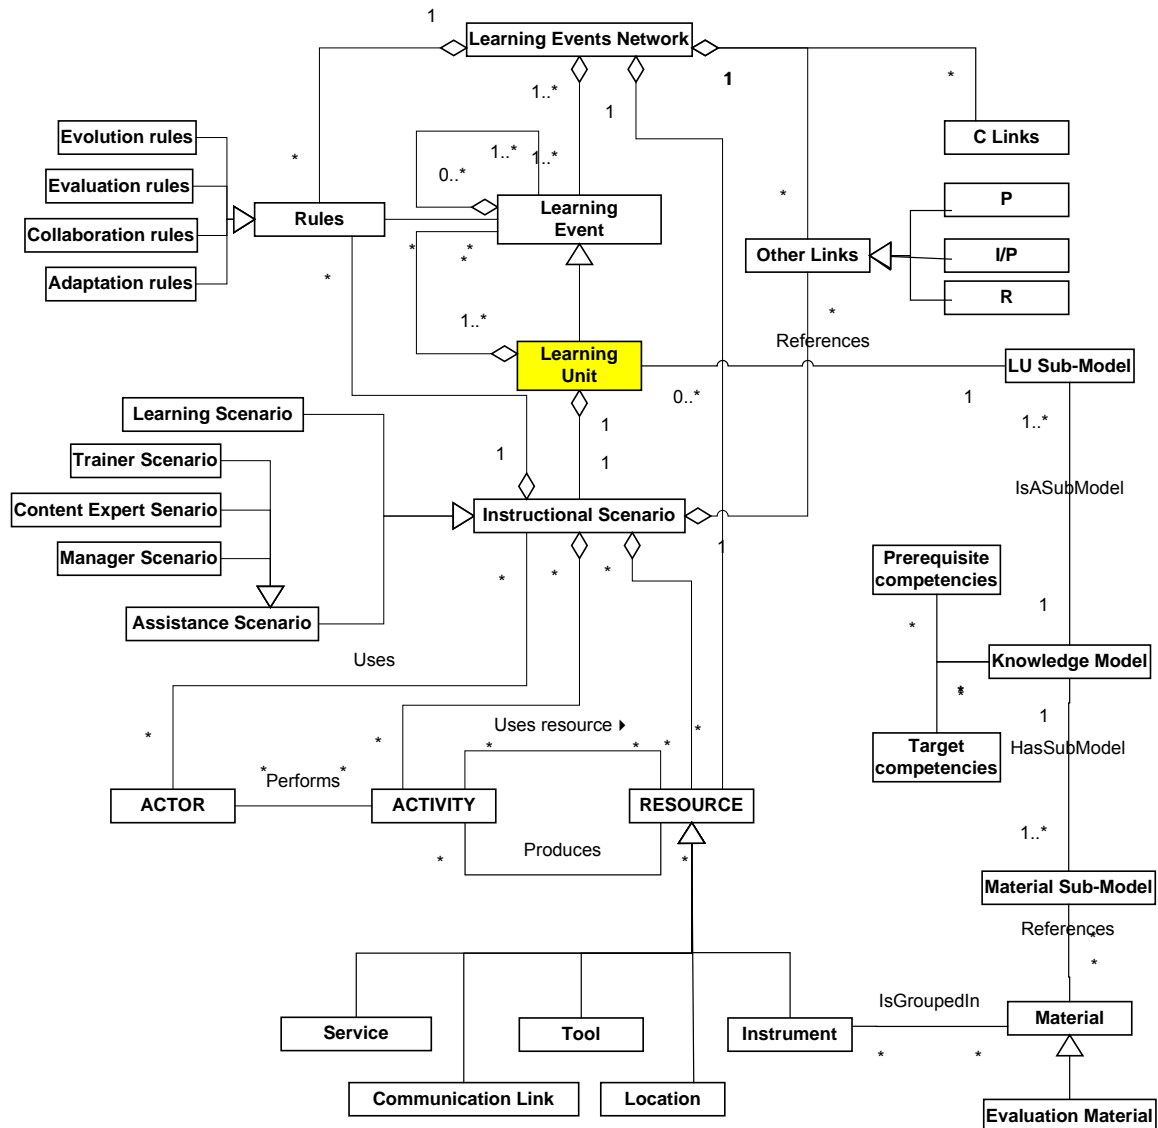 1
Learning Events Network
1..*
1
1
*
Evolution rules
C Links
1..*
1..*
*
0..*
Evaluation rules
*
P
Rules
Learning
Event
Collaboration rules
*
*
*
Other Links
I/P
Adaptation rules
*
R
1..*
*
References
Learning
Unit
LU Sub-Model
0..*
1
Learning Scenario
1
1..*
Trainer Scenario
1
1
IsASubModel
Content Expert Senario
Instructional Scenario
Manager Scenario
1
Prerequisite
competencies
*
*
*
1
Assistance Scenario
*
Uses
Knowledge Model
*
*
1
Uses resource
*
*
*
*
*
*
Target
competencies
HasSubModel
*
*
Performs
ACTOR
ACTIVITY
RESOURCE
1..*
Produces
*
*
Material Sub-Model
References
*
*
IsGroupedIn
Service
Tool
Instrument
Material
*
*
Communication Link
Location
Evaluation Material